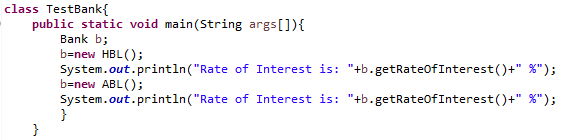 class TestBank{
    public static void main(String args[]){
        Bank b;
        b=new HBL();
        System.out.println("Rate of Interest is: "+b.getRateOfInterest()+" %");
        b=new ABL();
        System.out.println("Rate of Interest is: "+b.getRateOfInterest()+" %");
        }
    }